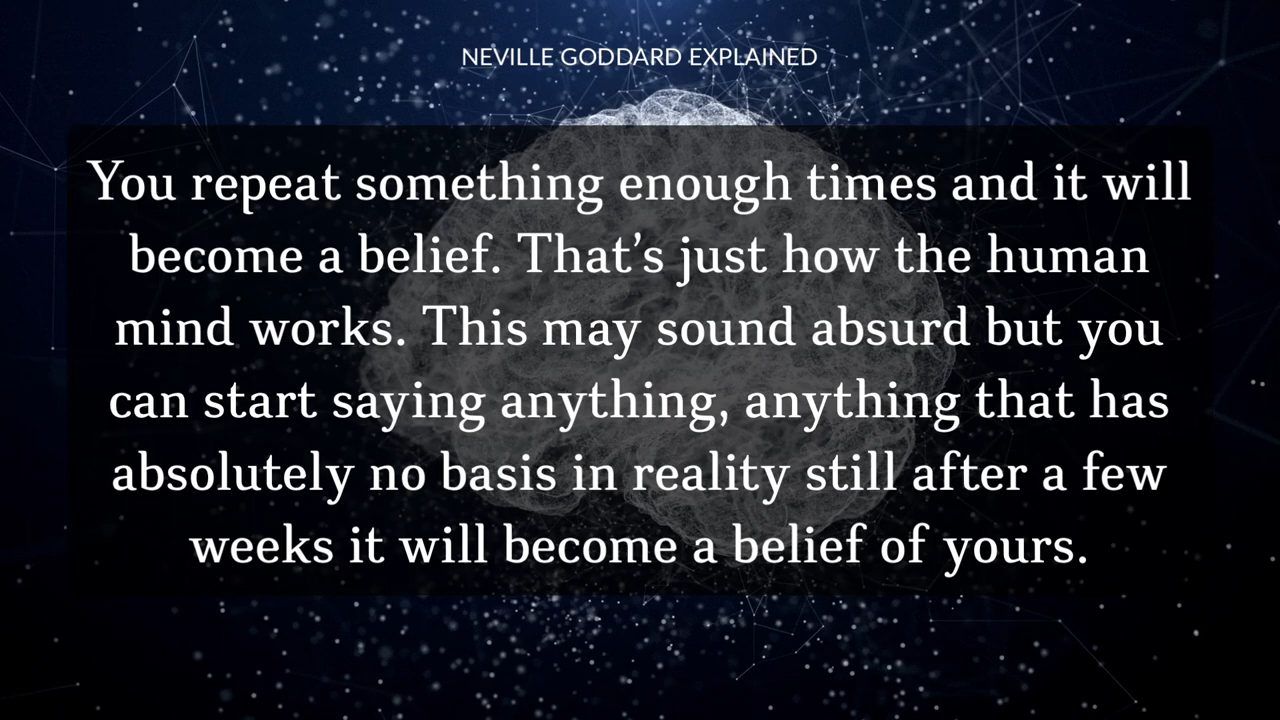 NEVILLE GODDARD EXPLAINED
You repeat something enough times and it will
become a belief. That’s just how the human
mind works. This may sound absurd but you
can start saying anything, anything that has
absolutely no basis in reality still after a few
weeks it will become a belief of yours.